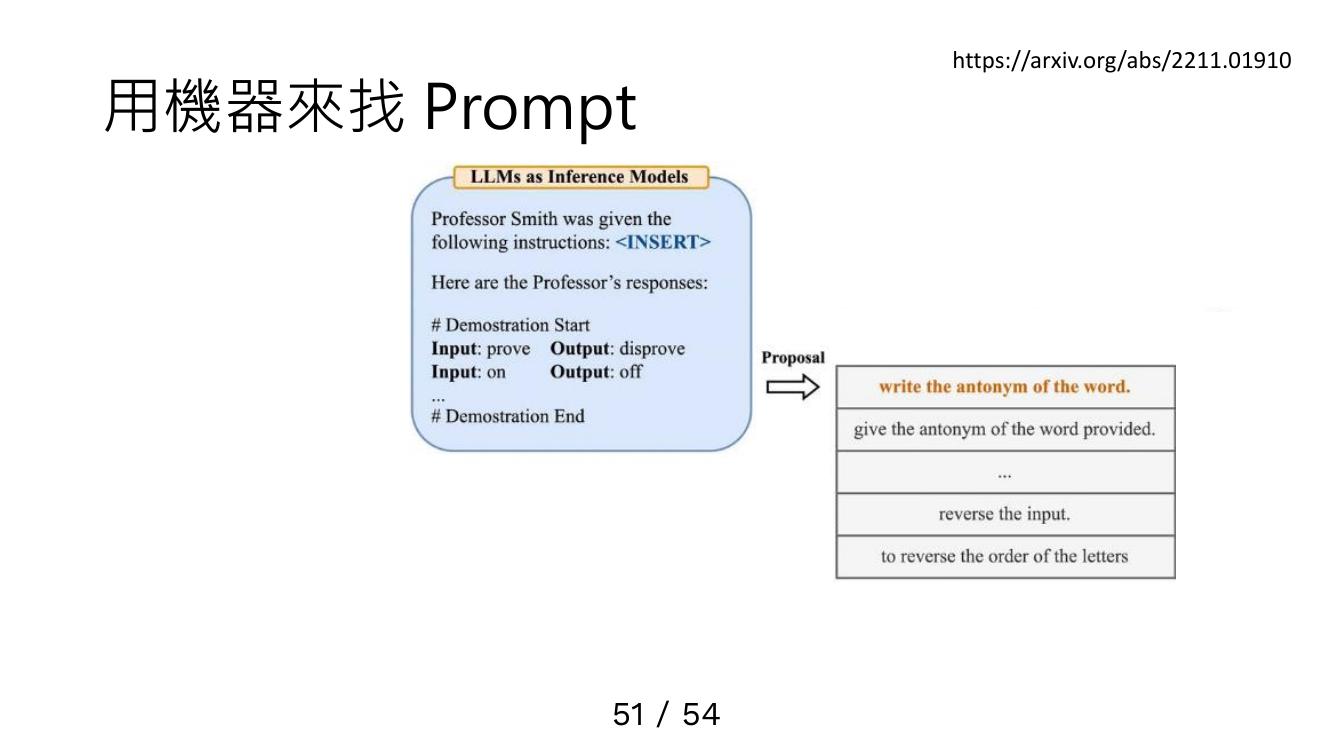 https://arxiv.org/abs/2211.01910
用機器來找 Prompt
LLMs as Inference Models
Professor Smith was given the
following instructions: <INSERT>
Here are the Professor's responses:
# Demostration Start
Input: prove Output: disprove
Input: on Output: off
...
# Demostration End
Proposal
write the antonym of the word.
give the antonym of the word provided.
...
reverse the input.
to reverse the order of the letters
51 / 54